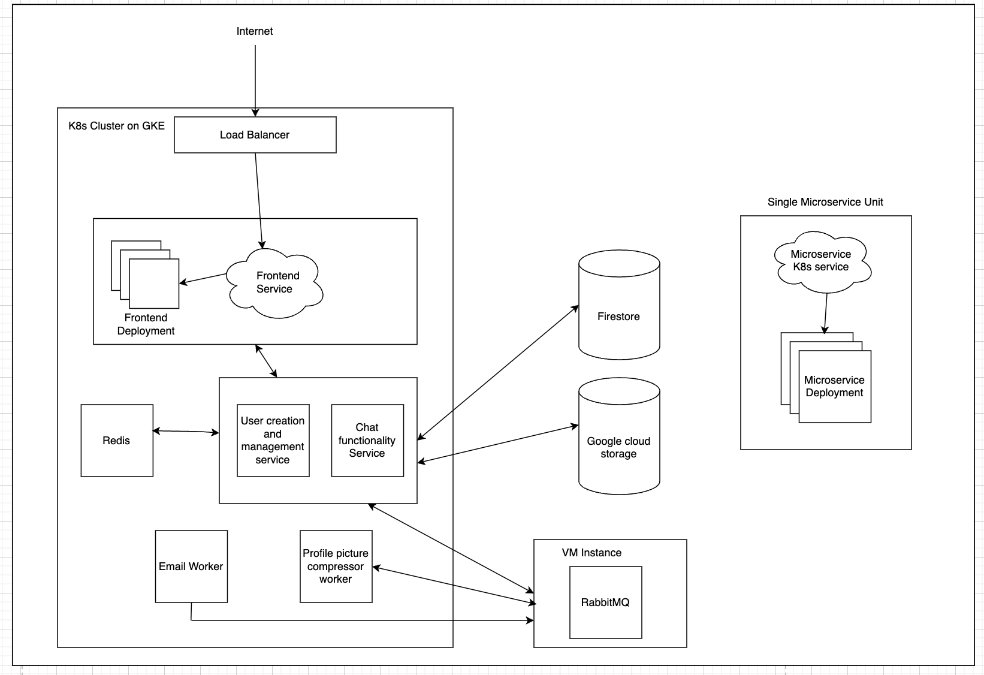 Internet
K8s Cluster on GKE
Load Balancer
Single Microservice Unit
Microservice
K8s service
Frontend
Service
Frontend
Deployment
Firestore
Microservice
Deployment
Redis
User creation
and
management
service
Chat
functionality
Service
Google cloud
storage
Email Worker
Profile picture
compressor
worker
VM Instance
RabbitMQ